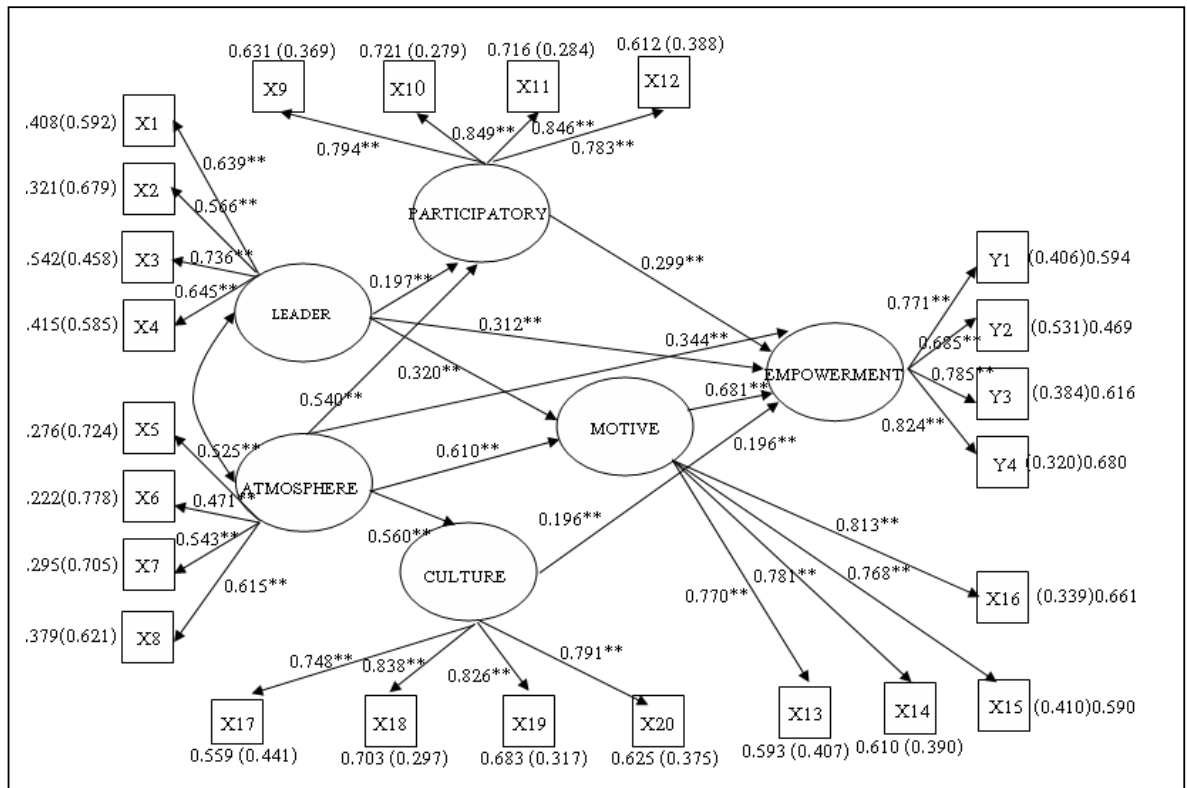 0.631 (0.369)
0.721 (0.279)
0.716 (0.284)
0.612 (0.388)
X9
X10
X11
X12
.408(0.592)
X1
0.639**
0.794**
0.849**
0.846**
0.783**
.321(0.679)
X2
0.566**
PARTICIPATORY
.542(0.458)
X3
0.736**
0.645**
0.197**
0.299**
Y1
(0.406)0.594
0.771**
LEADER
.415(0.585)
X4
0.312**
0.344**
Y2
(0.531)0.469
0.685**
0.320**
EMPOWERMENT
0.785**
Y3
(0.384)0.616
0.540**
0.681**
0.824**
.276(0.724)
X5
0.525**
0.610**
MOTIVE
0.196**
Y4
(0.320)0.680
.222(0.778)
X6
0.471**
ATMOSPHERE
0.543**
0.560**
0.196**
0.813**
.295(0.705)
X7
0.615**
CULTURE
0.781**
0.768**
0.770**
X16
(0.339)0.661
.379(0.621)
X8
0.748**
0.838**
0.826**
0.791**
X17
X18
X19
X20
X13
X14
X15
(0.410)0.590
0.559 (0.441)
0.703 (0.297)
0.683 (0.317)
0.625 (0.375)
0.593 (0.407)
0.610 (0.390)